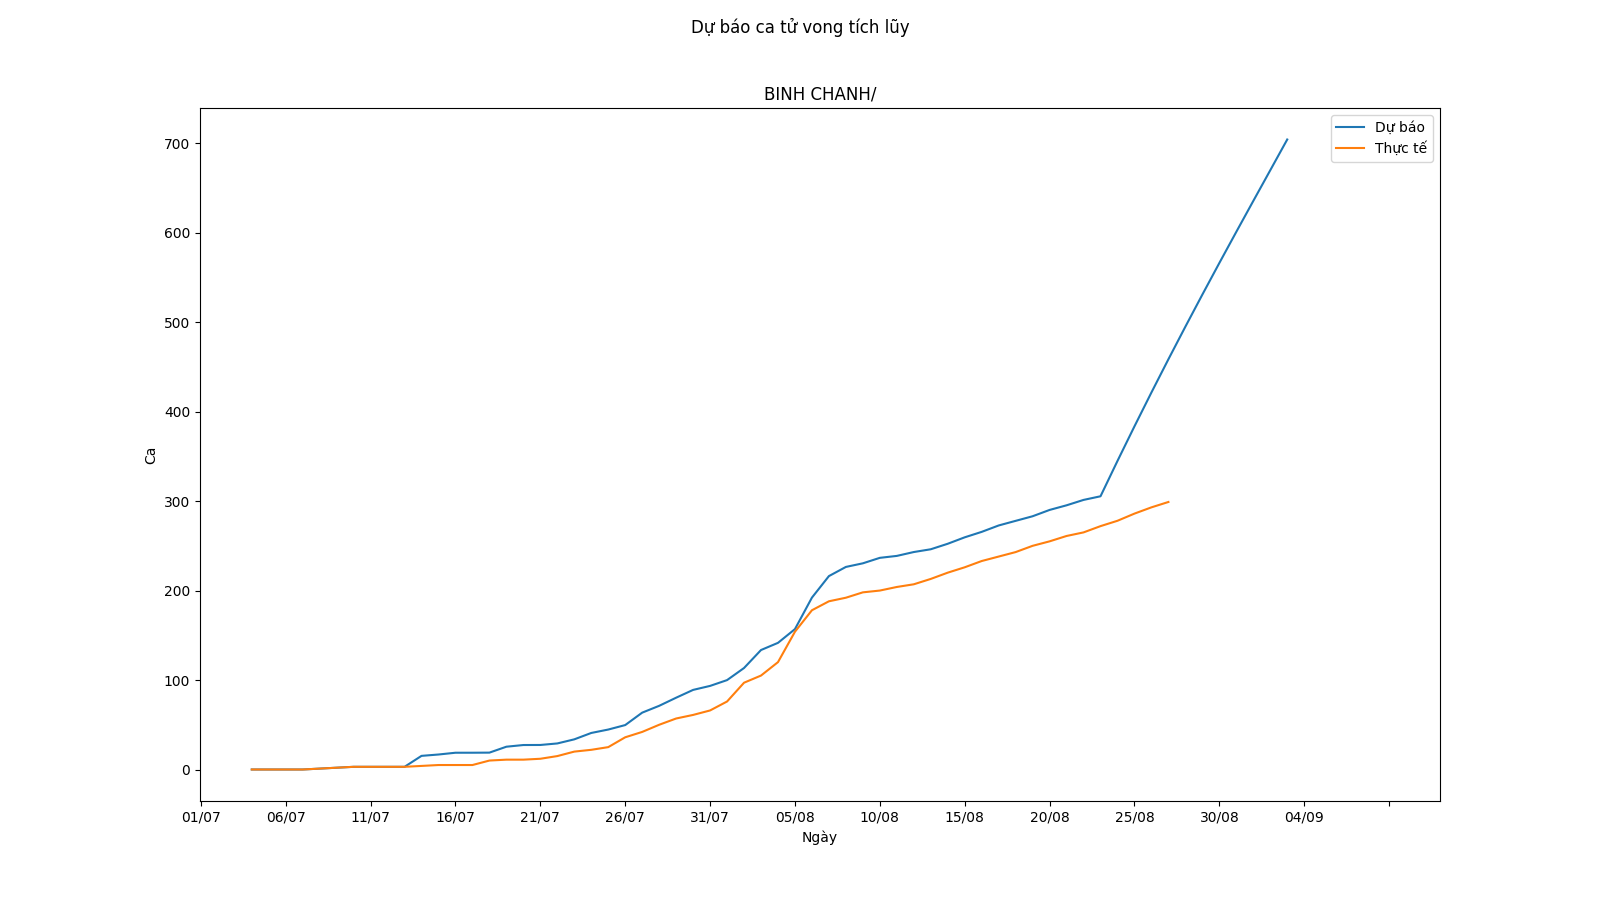 Dự báo ca tử vong tích lũy
BINH CHANH/
Dự báo
Thực tế
700
600
500
400
300
200
100
0
Ca
01/07 06/07 11/07 16/07 21/07 26/07 31/07 05/08 10/08 15/08 20/08 25/08 30/08 04/09
Ngày